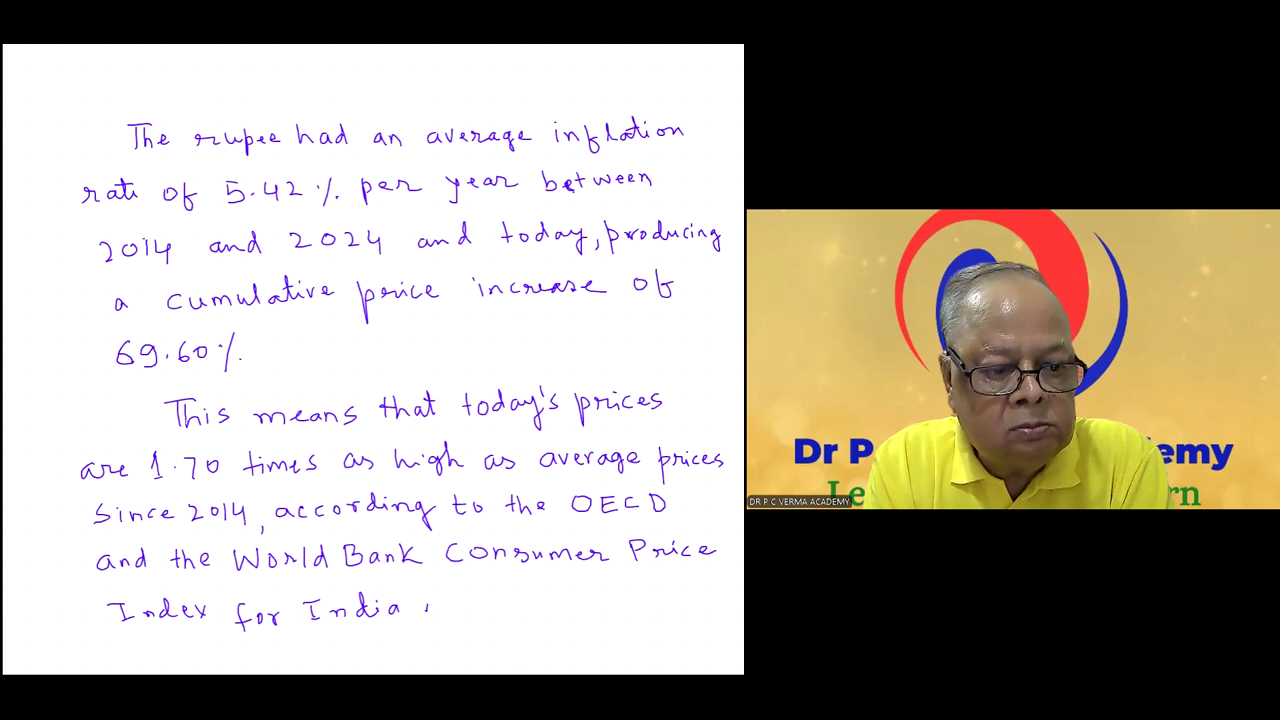 The rupee had an average inflation
rate of 5.42% per year between
2014 and 2024 and today, producing
a cumulative price increase of
69.60%.
This means that today's prices
are 1.70 times as high as average prices
since 2014, according to the OECD
and the World Bank Consumer Price
Index for India.
Dr P emy
Le rn
DR P C VERMA ACADEMY